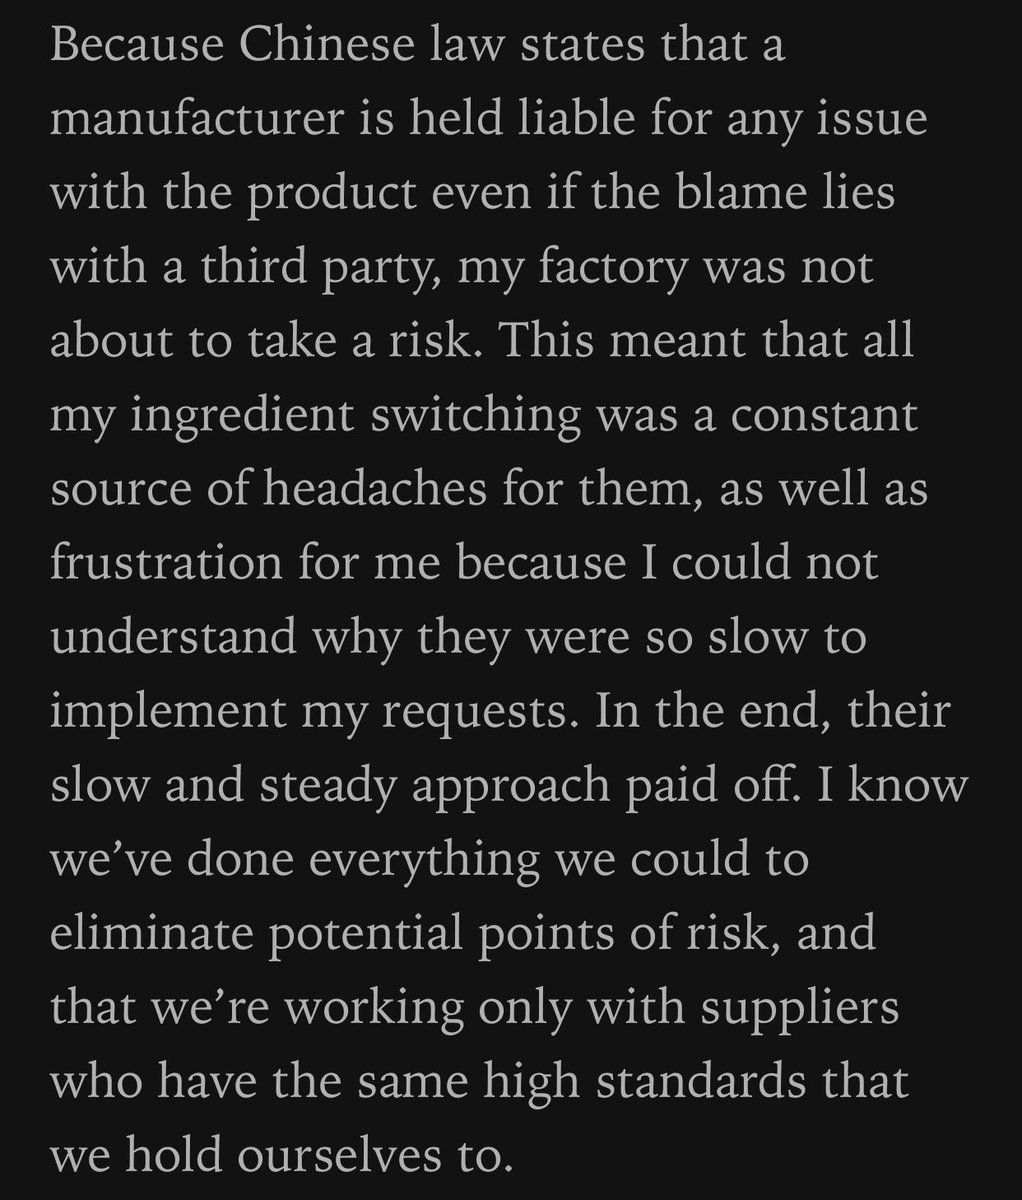 Because Chinese law states that a
manufacturer is held liable for any issue
with the product even if the blame lies
with a third party, my factory was not
about to take a risk. This meant that all
my ingredient switching was a constant
source of headaches for them, as well as
frustration for me because I could not
understand why they were so slow to
implement my requests. In the end, their
slow and steady approach paid off. I know
we’ve done everything we could to
eliminate potential points of risk, and
that we’re working only with suppliers
who have the same high standards that
we hold ourselves to.